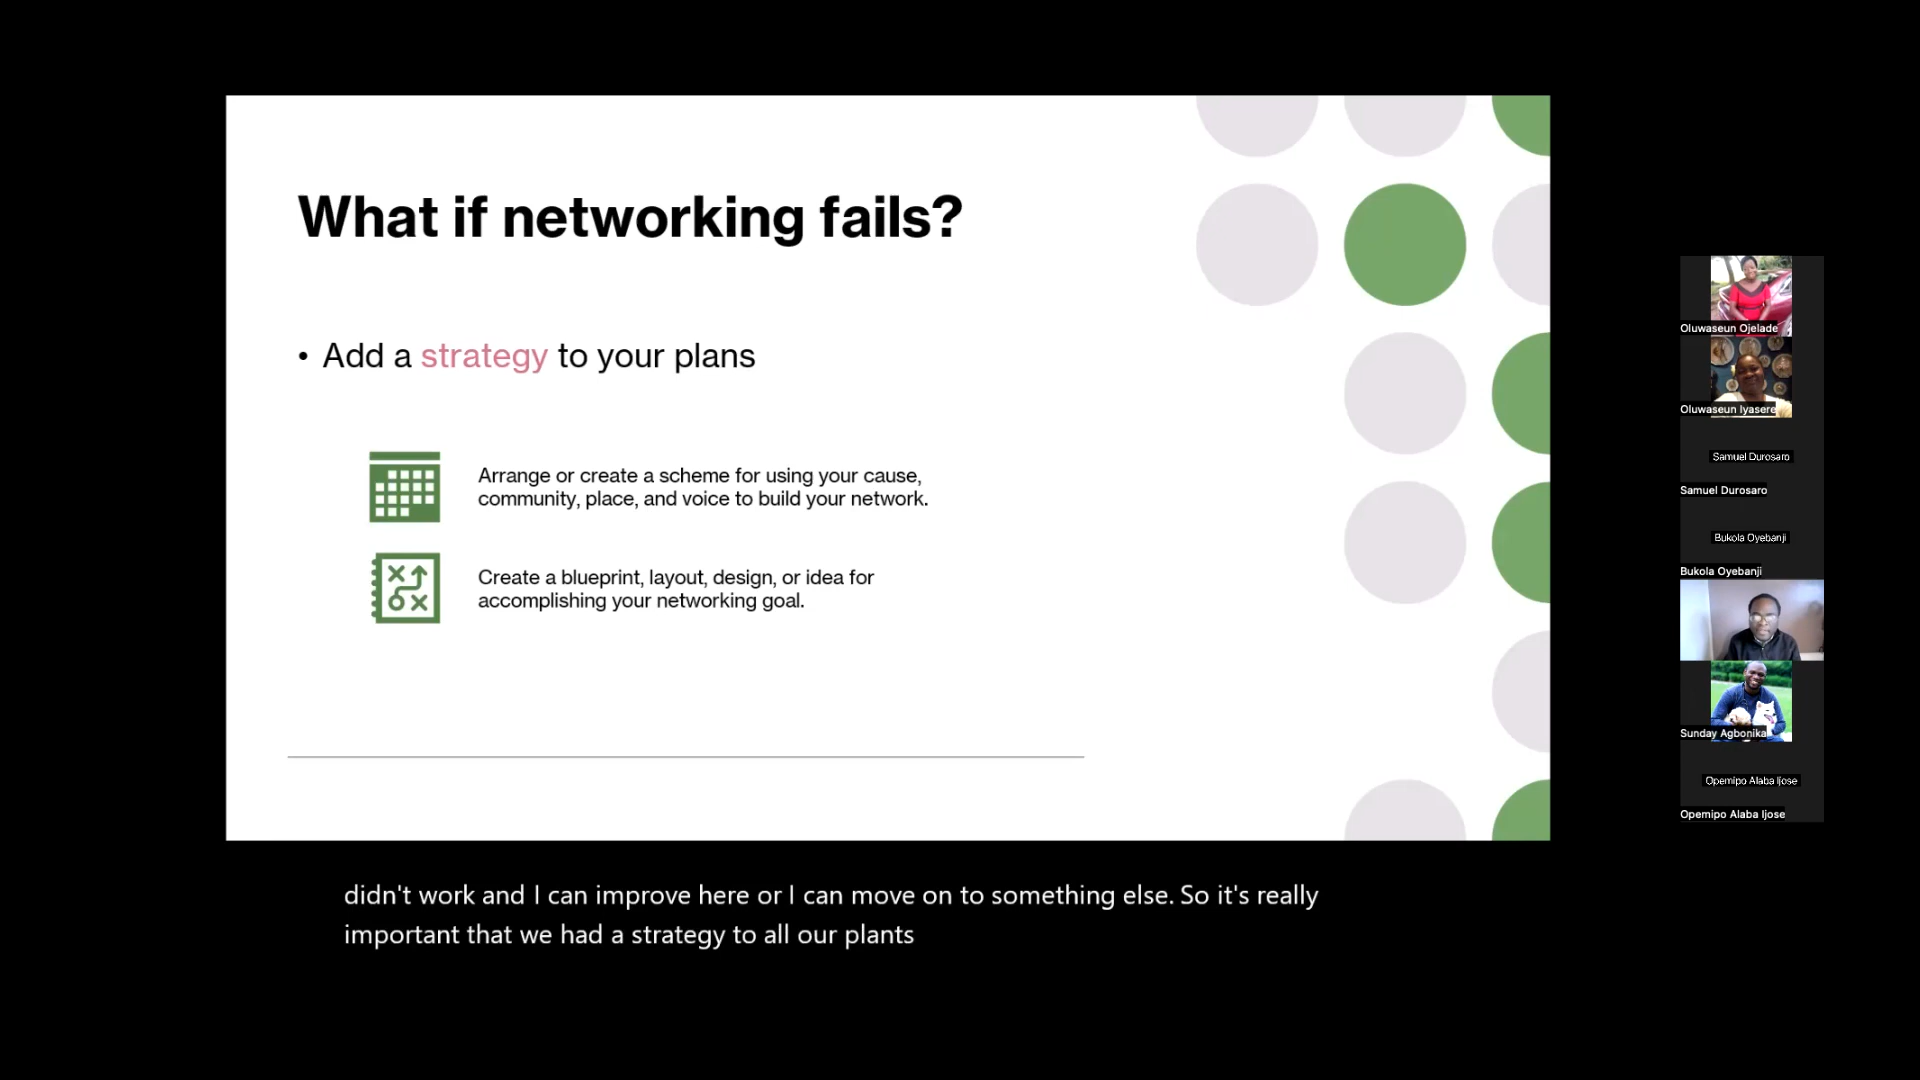 What if networking fails?
• Add a strategy to your plans
Arrange or create a scheme for using your cause,
community, place, and voice to build your network.
Create a blueprint, layout, design, or idea for
accomplishing your networking goal.
Oluwaseun Ojelade
Oluwaseun Iyasere
Samuel Durosaro
Samuel Durosaro
Bukola Oyebanji
Bukola Oyebanji
Sunday Agbonika
Opemipo Alaba Ijose
Opemipo Alaba Ijose
didn't work and I can improve here or I can move on to something else. So it's really
important that we had a strategy to all our plants